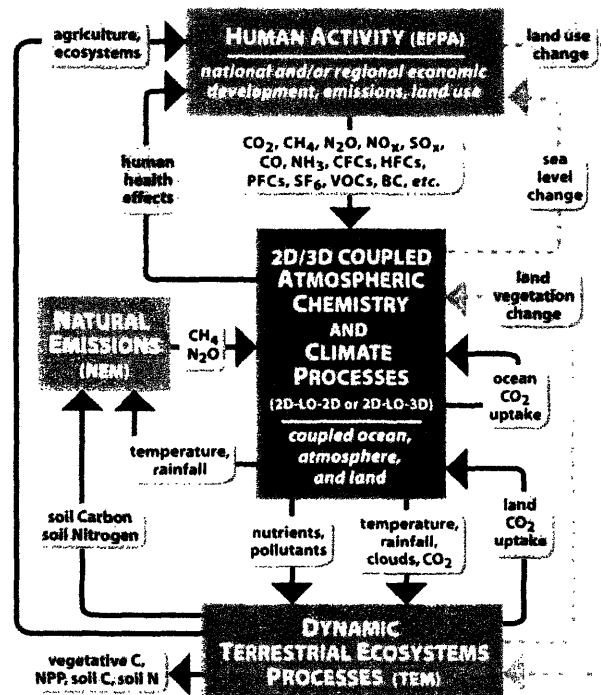 agriculture,
ecosystems
HUMAN ACTIVITY (EPPA)
national and/or regional economic
development, emissions, land use
land use
change
CO₂, CH₄, N₂O, NOₓ, SOₓ,
CO, NH₃, CFCs, HFCs,
PFCs, SF₆, VOCs, BC, etc.
human
health
effects
sea
level
change
2D/3D COUPLED
ATMOSPHERIC
CHEMISTRY
AND
CLIMATE
PROCESSES
(2D-LO-2D or 2D-LO-3D)
coupled ocean,
atmosphere,
and land
land
vegetation
change
NATURAL
EMISSIONS
(NEM)
CH₄
N₂O
ocean
CO₂
uptake
temperature,
rainfall
soil Carbon
soil Nitrogen
nutrients,
pollutants
temperature,
rainfall,
clouds, CO₂
land
CO₂
uptake
DYNAMIC
TERRESTRIAL ECOSYSTEMS
PROCESSES (TEM)
vegetative C,
NPP, soil C, soil N